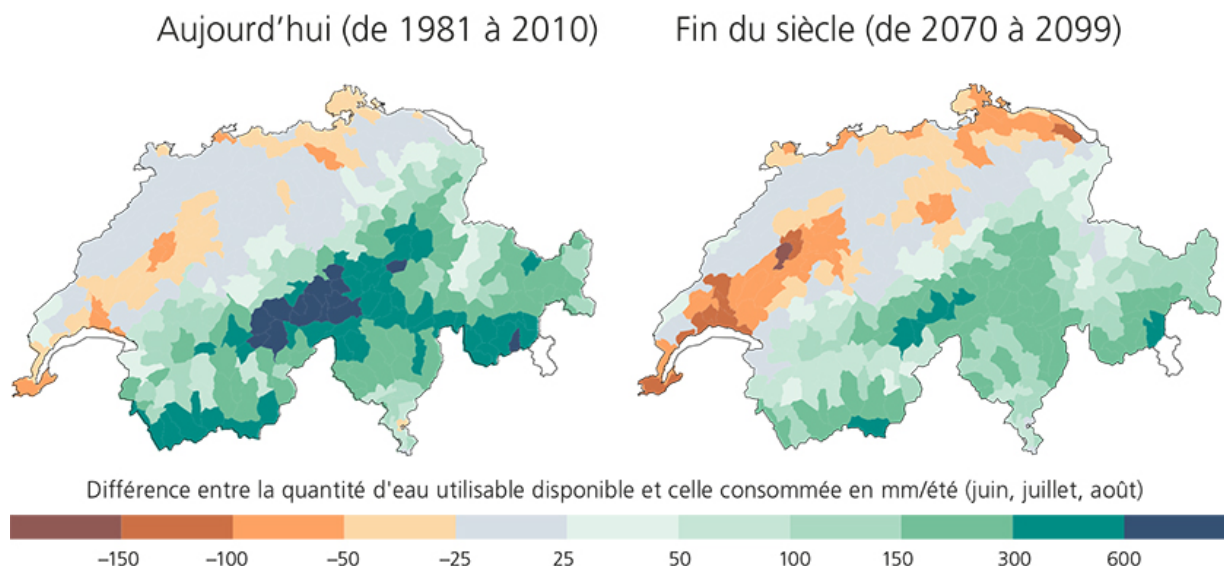 Aujourd'hui (de 1981 à 2010) Fin du siècle (de 2070 à 2099)
Différence entre la quantité d'eau utilisable disponible et celle consommée en mm/été (juin, juillet, août)
–150 –100 –50 –25 25 50 100 150 300 600